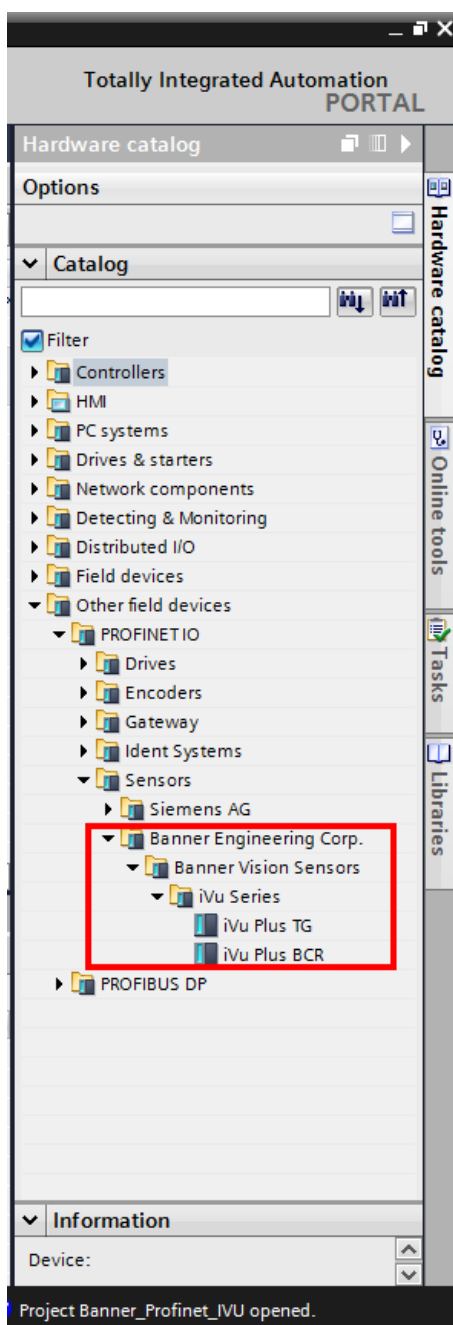 Totally Integrated Automation
PORTAL
Hardware catalog
Options
Catalog
Filter
Controllers
HMI
PC systems
Drives & starters
Network components
Detecting & Monitoring
Distributed I/O
Field devices
Other field devices
PROFINET IO
Drives
Encoders
Gateway
Ident Systems
Sensors
Siemens AG
Banner Engineering Corp.
Banner Vision Sensors
iVu Series
iVu Plus TG
iVu Plus BCR
PROFIBUS DP
Information
Device:
Project Banner_Profinet_IVU opened.
Hardware catalog
Online tools
Tasks
Libraries